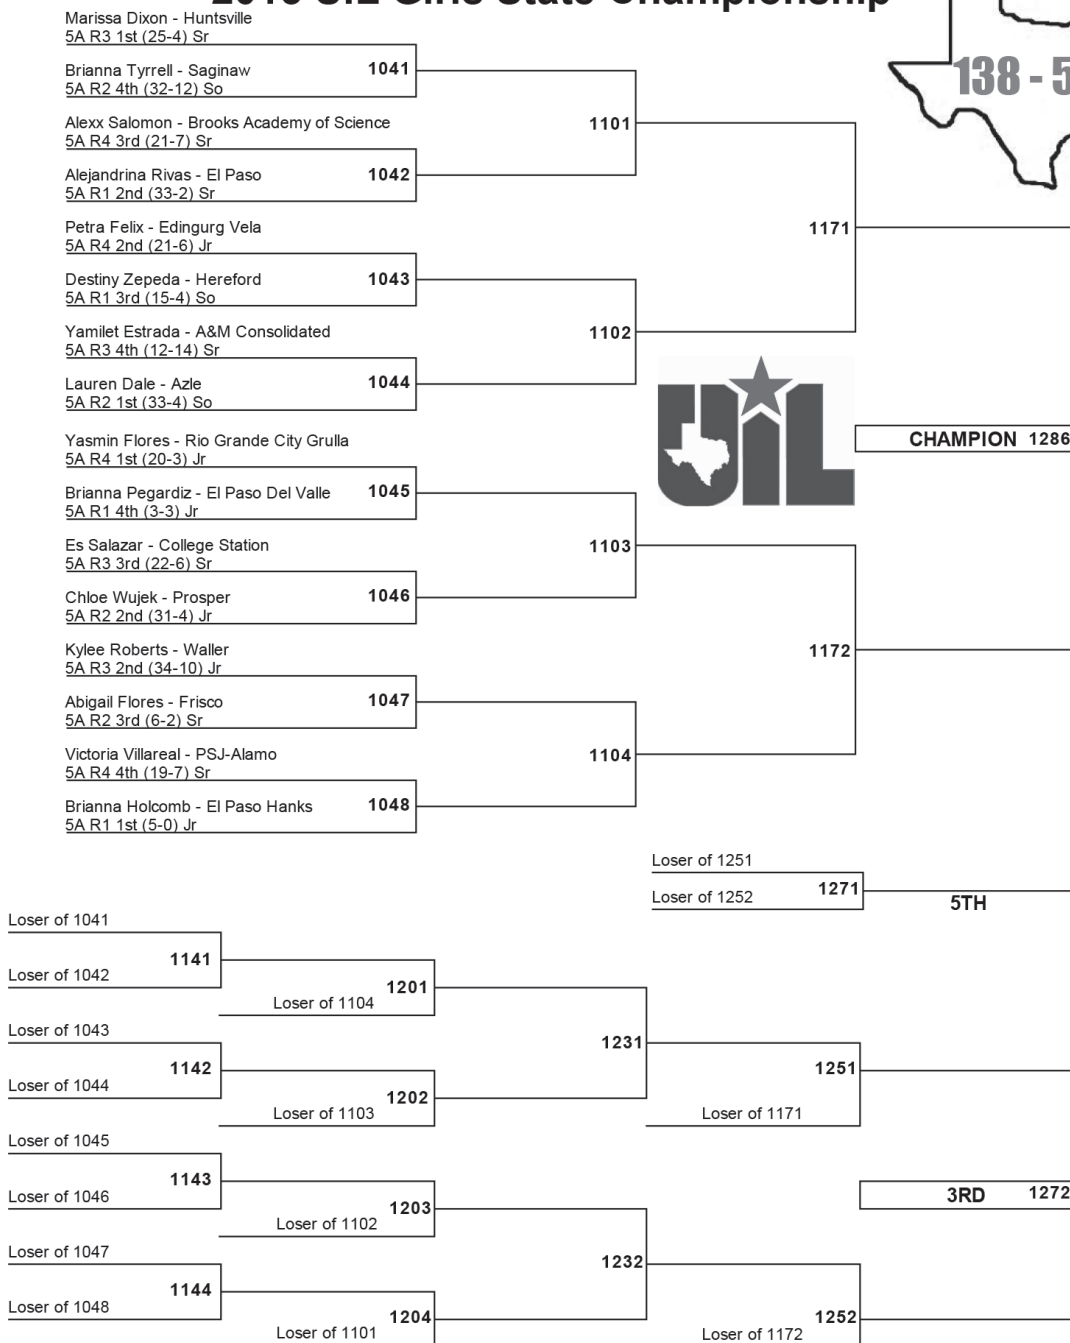 Marissa Dixon - Huntsville
5A R3 1st (25-4) Sr
Brianna Tyrrell - Saginaw
5A R2 4th (32-12) So
1041
Alexx Salomon - Brooks Academy of Science
5A R4 3rd (21-7) Sr
Alejandrina Rivas - El Paso
5A R1 2nd (33-2) Sr
1042
1101
Petra Felix - Edingurg Vela
5A R4 2nd (21-6) Jr
Destiny Zepeda - Hereford
5A R1 3rd (15-4) So
1043
Yamilet Estrada - A&M Consolidated
5A R3 4th (12-14) Sr
Lauren Dale - Azle
5A R2 1st (33-4) So
1044
1102
1171
Yasmin Flores - Rio Grande City Grulla
5A R4 1st (20-3) Jr
Brianna Pegardiz - El Paso Del Valle
5A R1 4th (3-3) Jr
1045
Es Salazar - College Station
5A R3 3rd (22-6) Sr
Chloe Wujek - Prosper
5A R2 2nd (31-4) Jr
1046
1103
Kylee Roberts - Waller
5A R3 2nd (34-10) Jr
Abigail Flores - Frisco
5A R2 3rd (6-2) Sr
1047
Victoria Villareal - PSJ-Alamo
5A R4 4th (19-7) Sr
Brianna Holcomb - El Paso Hanks
5A R1 1st (5-0) Jr
1048
1104
1172
138 - 5
UIL
CHAMPION 1286
Loser of 1251
Loser of 1252
1271
5TH
Loser of 1041
Loser of 1042
1141
Loser of 1104
1201
Loser of 1043
Loser of 1044
1142
Loser of 1103
1202
1231
Loser of 1171
1251
Loser of 1045
Loser of 1046
1143
Loser of 1102
1203
Loser of 1047
Loser of 1048
1144
Loser of 1101
1204
1232
Loser of 1172
1252
3RD 1272